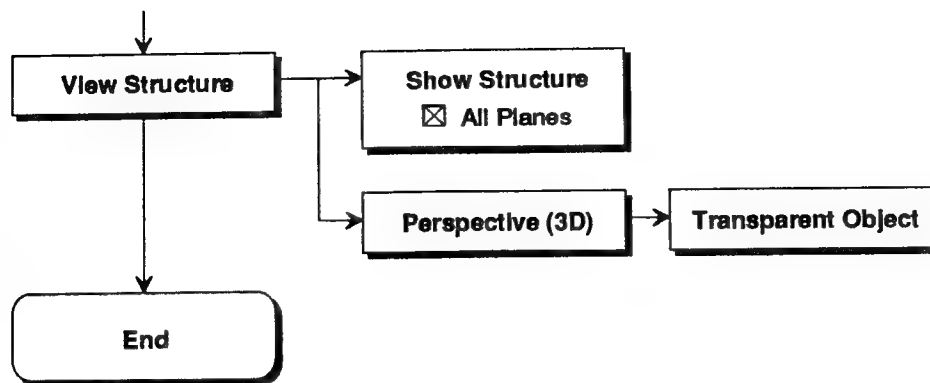 View Structure
Show Structure
☒ All Planes
Perspective (3D)
Transparent Object
End